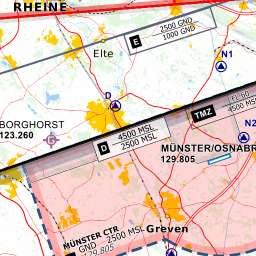 RHEINE
2500 GND
E
1000 GND
Elte
N1
D
FL 60
4500 MSL
TMZ
BORGHORST
123.260
4500 MSL
D
2500 MSL
N2
MÜNSTER/OSNABR
129.805
MÜNSTER CTR
GND 2500 MSL
129.805
Greven